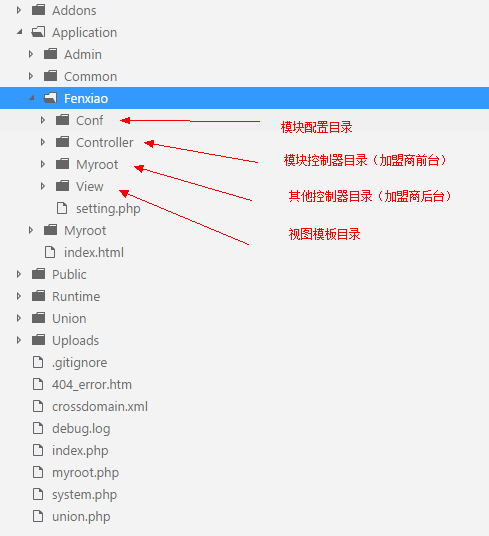 Addons
Application
Admin
Common
Fenxiao
Conf
模块配置目录
Controller
模块控制器目录（加盟商前台）
Myroot
其他控制器目录（加盟商后台）
View
视图模板目录
setting.php
Myroot
index.html
Public
Runtime
Union
Uploads
.gitignore
404_error.htm
crossdomain.xml
debug.log
index.php
myroot.php
system.php
union.php